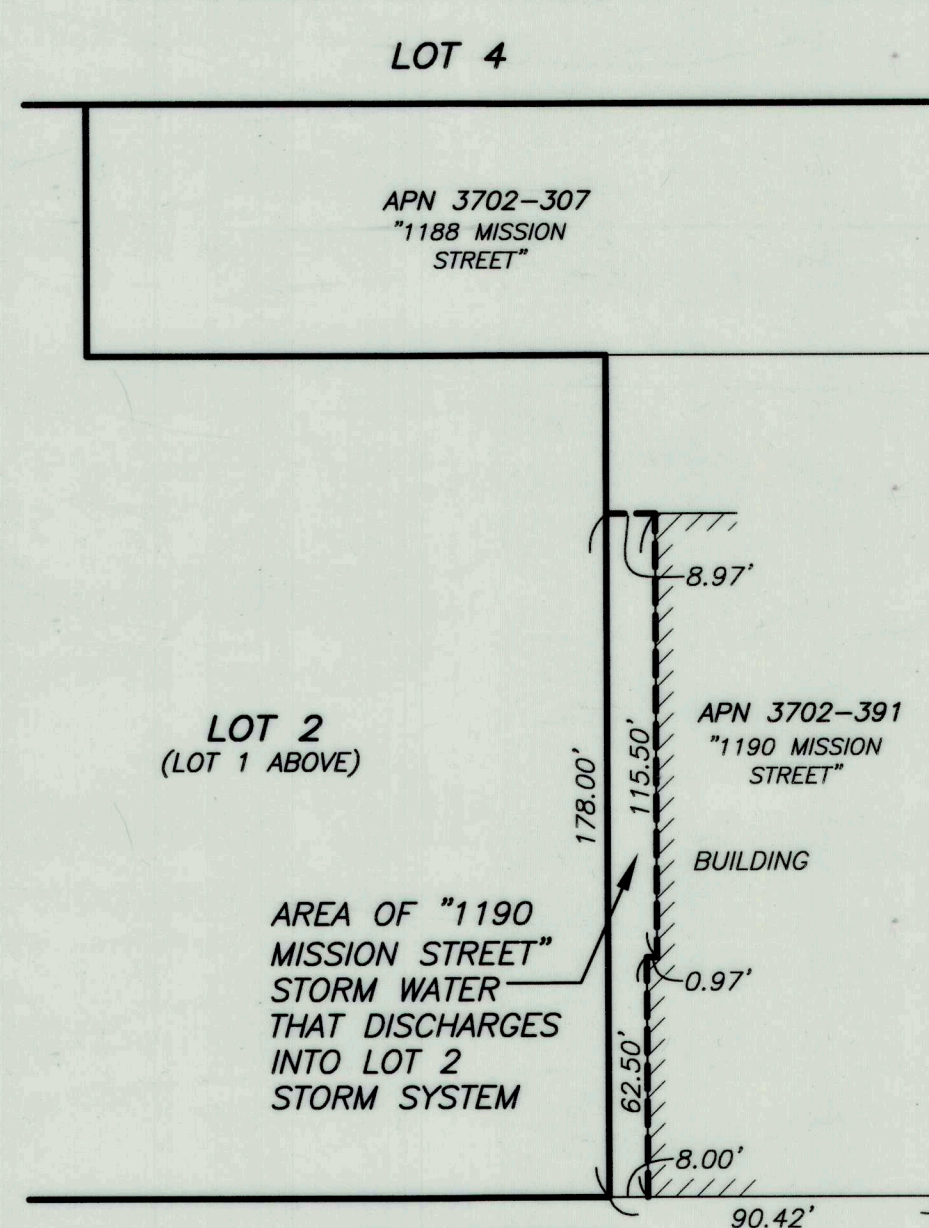 LOT 4
APN 3702-307
"1188 MISSION
STREET"
8.97'
LOT 2
(LOT 1 ABOVE)
178.00'
115.50'
APN 3702-391
"1190 MISSION
STREET"
BUILDING
AREA OF "1190
MISSION STREET"
STORM WATER
THAT DISCHARGES
INTO LOT 2
STORM SYSTEM
0.97'
62.50'
8.00'
90.42'